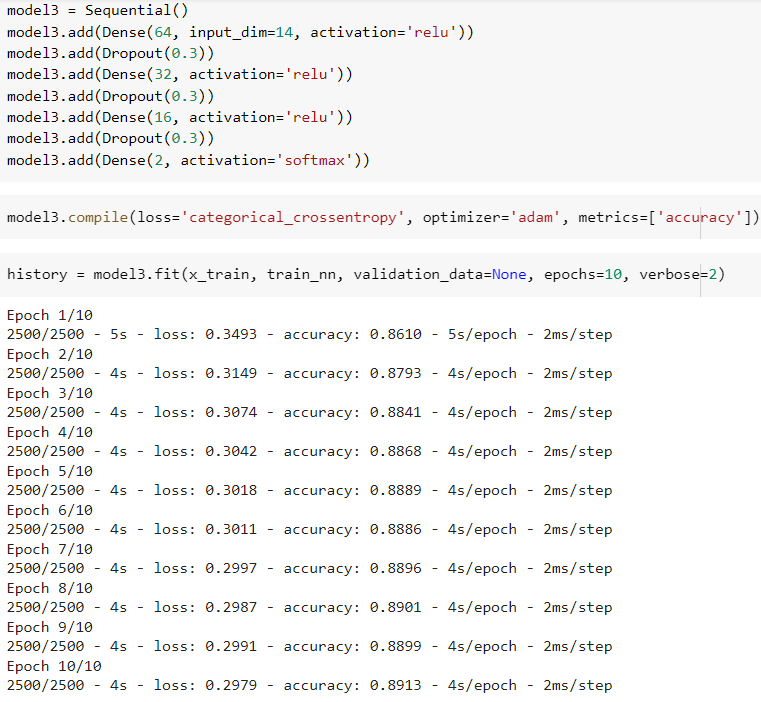 model3 = Sequential()
model3.add(Dense(64, input_dim=14, activation='relu'))
model3.add(Dropout(0.3))
model3.add(Dense(32, activation='relu'))
model3.add(Dropout(0.3))
model3.add(Dense(16, activation='relu'))
model3.add(Dropout(0.3))
model3.add(Dense(2, activation='softmax'))
model3.compile(loss='categorical_crossentropy', optimizer='adam', metrics=['accuracy'])
history = model3.fit(x_train, train_nn, validation_data=None, epochs=10, verbose=2)
Epoch 1/10
2500/2500 - 5s - loss: 0.3493 - accuracy: 0.8610 - 5s/epoch - 2ms/step
Epoch 2/10
2500/2500 - 4s - loss: 0.3149 - accuracy: 0.8793 - 4s/epoch - 2ms/step
Epoch 3/10
2500/2500 - 4s - loss: 0.3074 - accuracy: 0.8841 - 4s/epoch - 2ms/step
Epoch 4/10
2500/2500 - 4s - loss: 0.3042 - accuracy: 0.8868 - 4s/epoch - 2ms/step
Epoch 5/10
2500/2500 - 4s - loss: 0.3018 - accuracy: 0.8889 - 4s/epoch - 2ms/step
Epoch 6/10
2500/2500 - 4s - loss: 0.3011 - accuracy: 0.8886 - 4s/epoch - 2ms/step
Epoch 7/10
2500/2500 - 4s - loss: 0.2997 - accuracy: 0.8896 - 4s/epoch - 2ms/step
Epoch 8/10
2500/2500 - 4s - loss: 0.2987 - accuracy: 0.8901 - 4s/epoch - 2ms/step
Epoch 9/10
2500/2500 - 4s - loss: 0.2991 - accuracy: 0.8899 - 4s/epoch - 2ms/step
Epoch 10/10
2500/2500 - 4s - loss: 0.2979 - accuracy: 0.8913 - 4s/epoch - 2ms/step